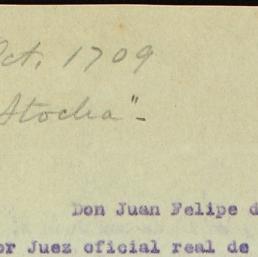 Oct. 1709
Atocha"-
Don Juan Felipe d
or Juez oficial real de